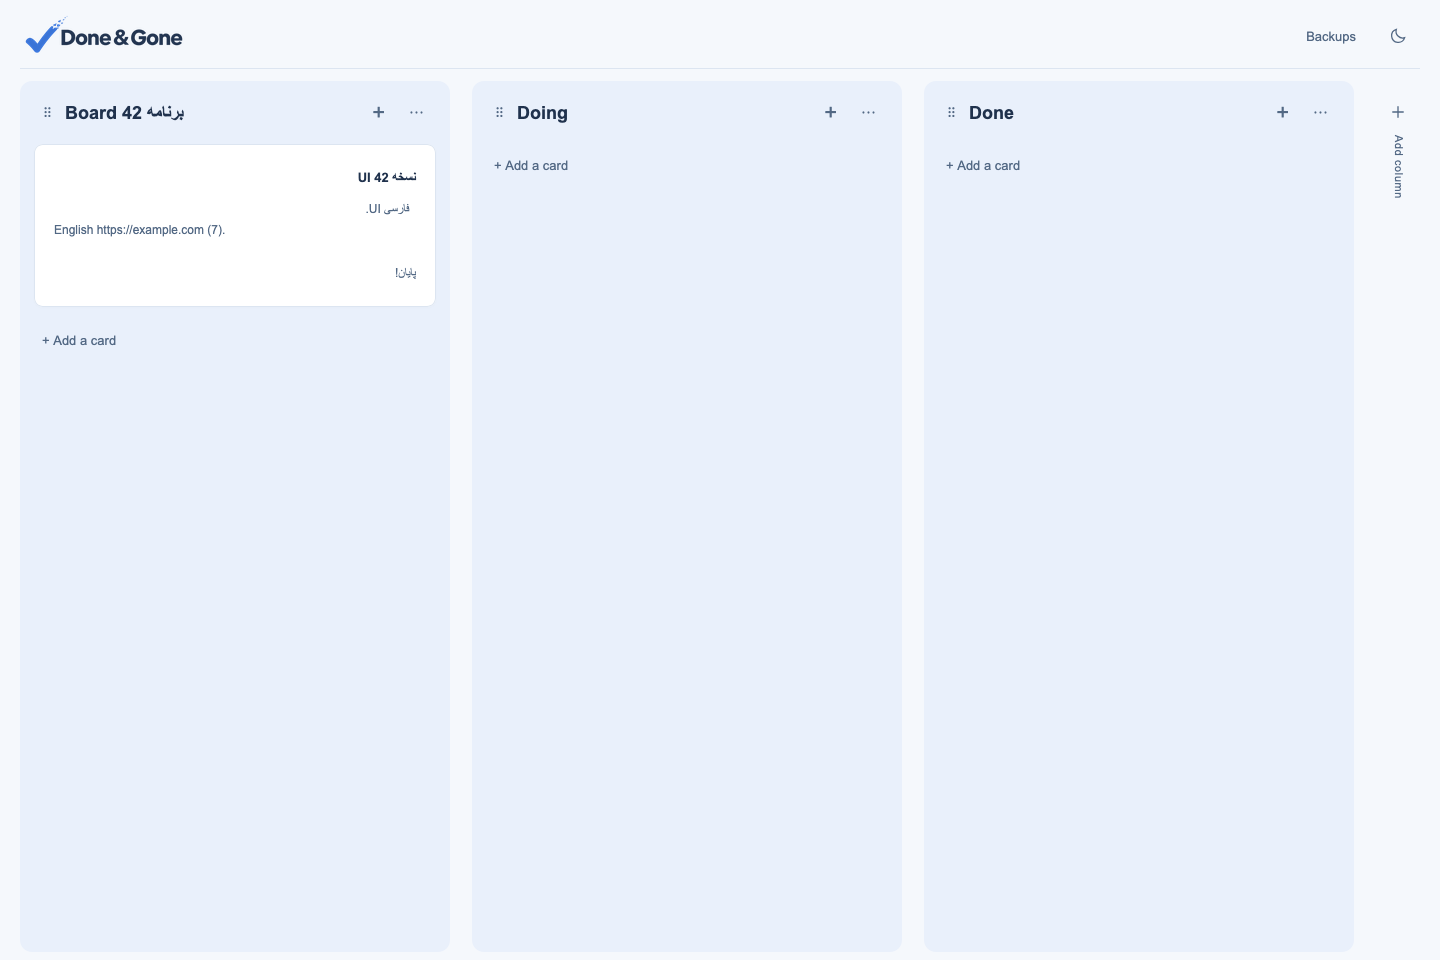 Done & Gone
Backups
Board 42 برنامه
نسخه UI 42
فارسی UI.
English https://example.com (7).
پایان!
+ Add a card
Doing
+ Add a card
Done
+ Add a card
Add column